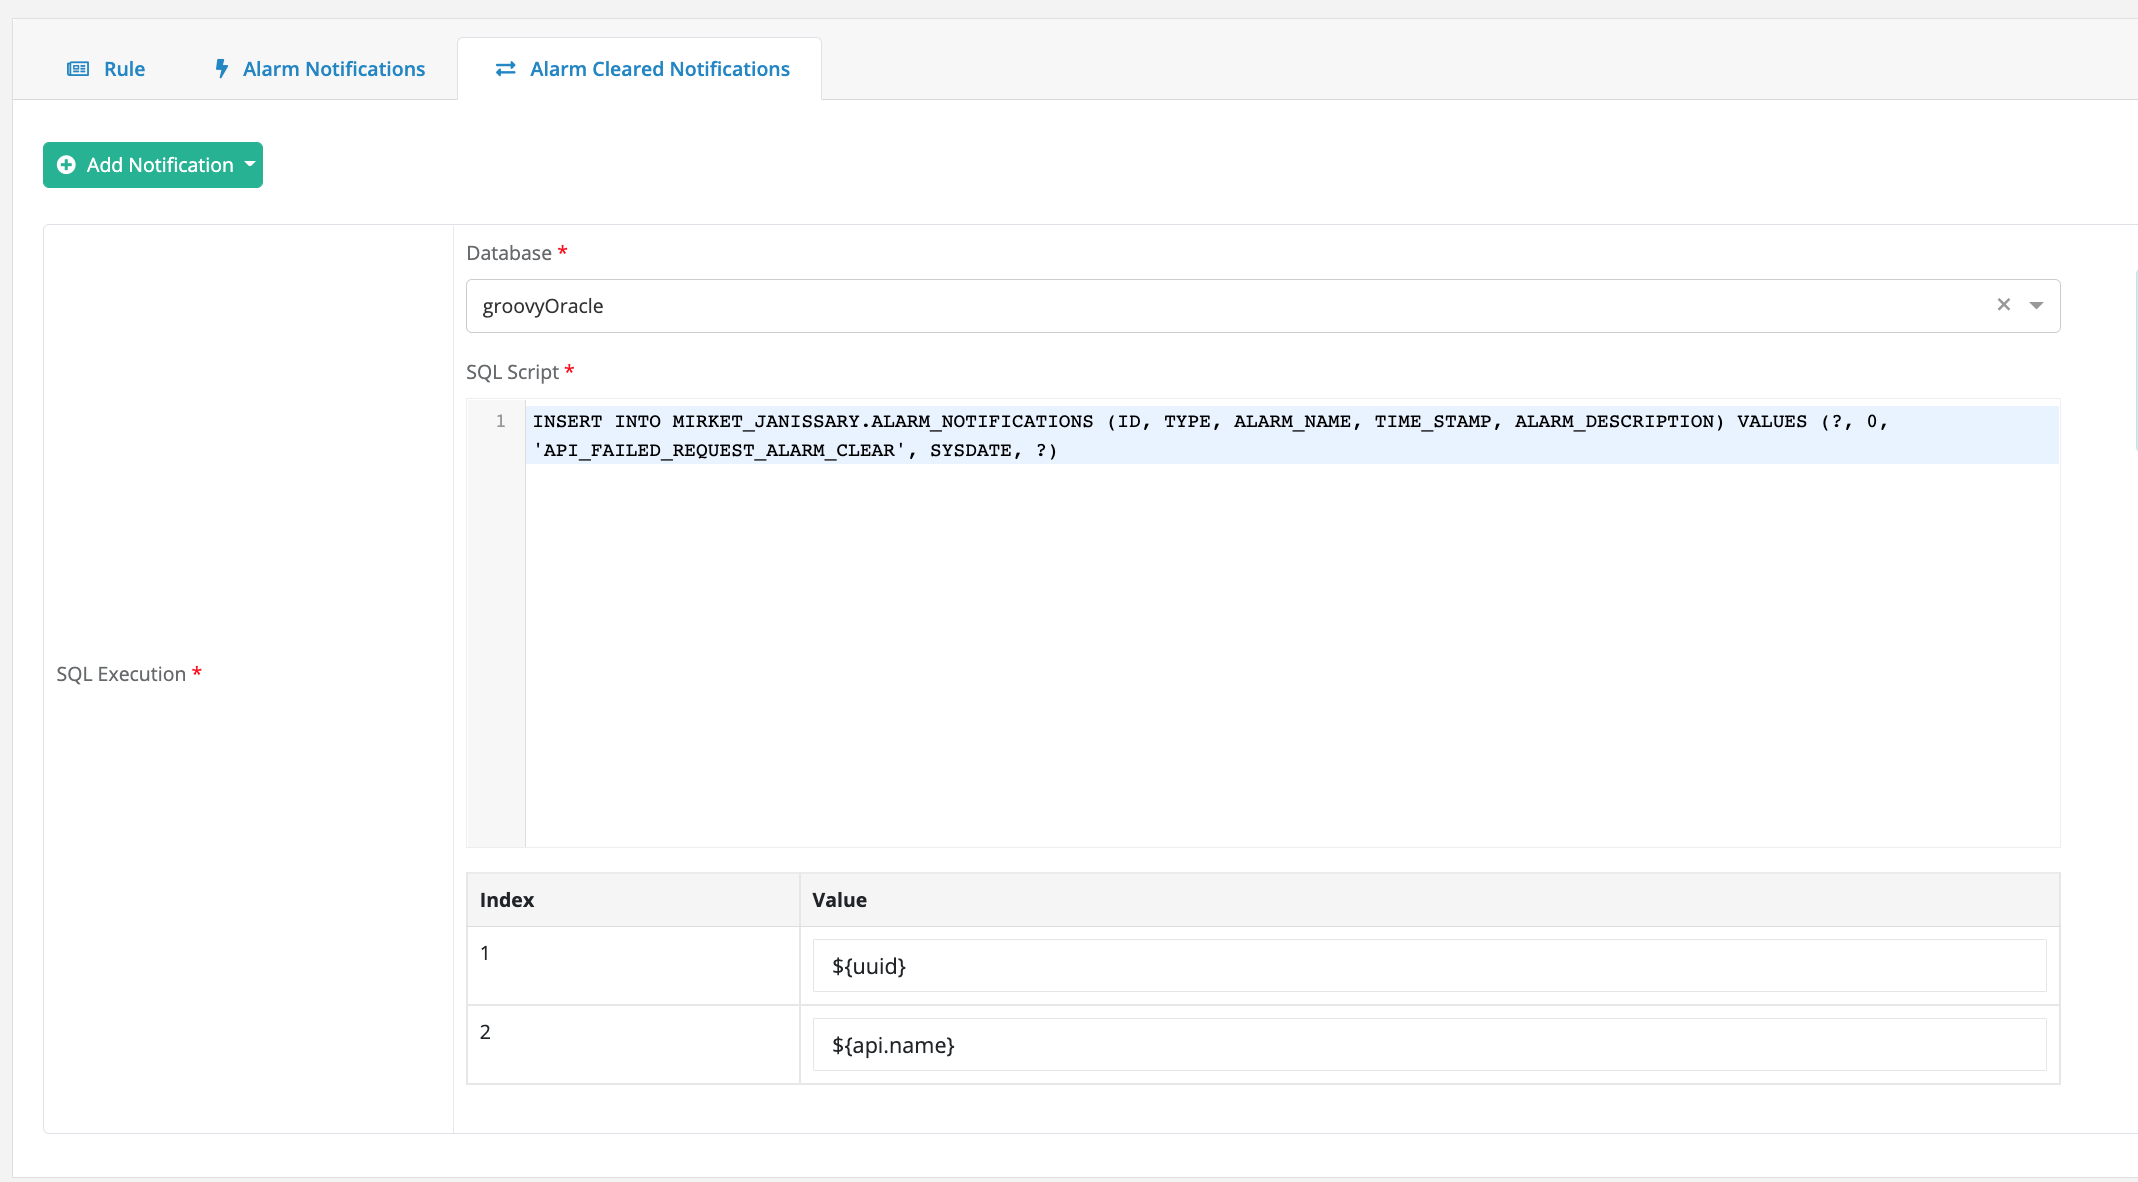 Rule
Alarm Notifications
Alarm Cleared Notifications
Add Notification
Database *
groovyOracle
SQL Script *
1
INSERT INTO MIRKET_JANISSARY.ALARM_NOTIFICATIONS (ID, TYPE, ALARM_NAME, TIME_STAMP, ALARM_DESCRIPTION) VALUES (?, 0,
'API_FAILED_REQUEST_ALARM_CLEAR', SYSDATE, ?)
SQL Execution *
Index Value
1 ${uuid}
2 ${api.name}